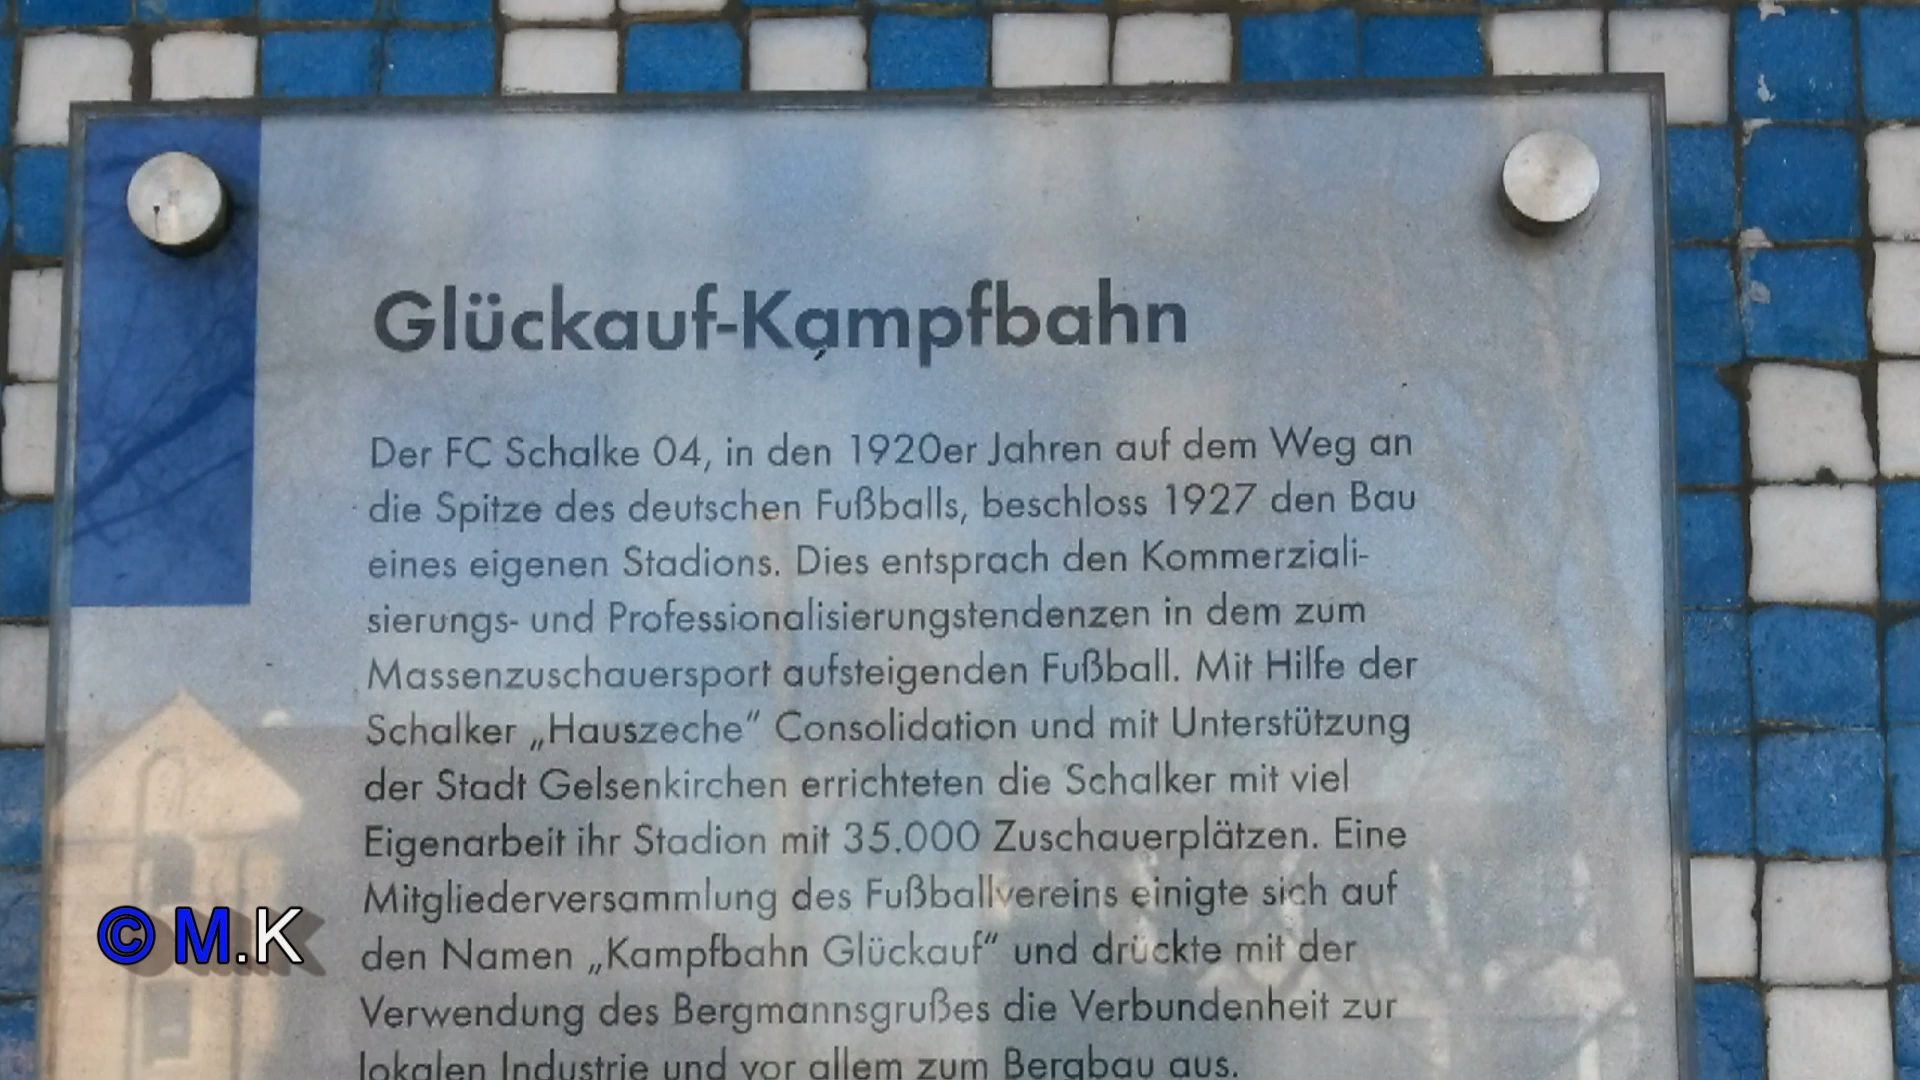 Glückauf-Kampfbahn
Der FC Schalke 04, in den 1920er Jahren auf dem Weg an
die Spitze des deutschen Fußballs, beschloss 1927 den Bau
eines eigenen Stadions. Dies entsprach den Kommerziali-
sierungs- und Professionalisierungstendenzen in dem zum
Massenzuschauersport aufsteigenden Fußball. Mit Hilfe der
Schalker „Hauszeche“ Consolidation und mit Unterstützung
der Stadt Gelsenkirchen errichteten die Schalker mit viel
Eigenarbeit ihr Stadion mit 35.000 Zuschauerplätzen. Eine
Mitgliederversammlung des Fußballvereins einigte sich auf
den Namen „Kampfbahn Glückauf“ und drückte mit der
Verwendung des Bergmannsgrußes die Verbundenheit zur
lokalen Industrie und vor allem zum Bergbau aus.
© M.K